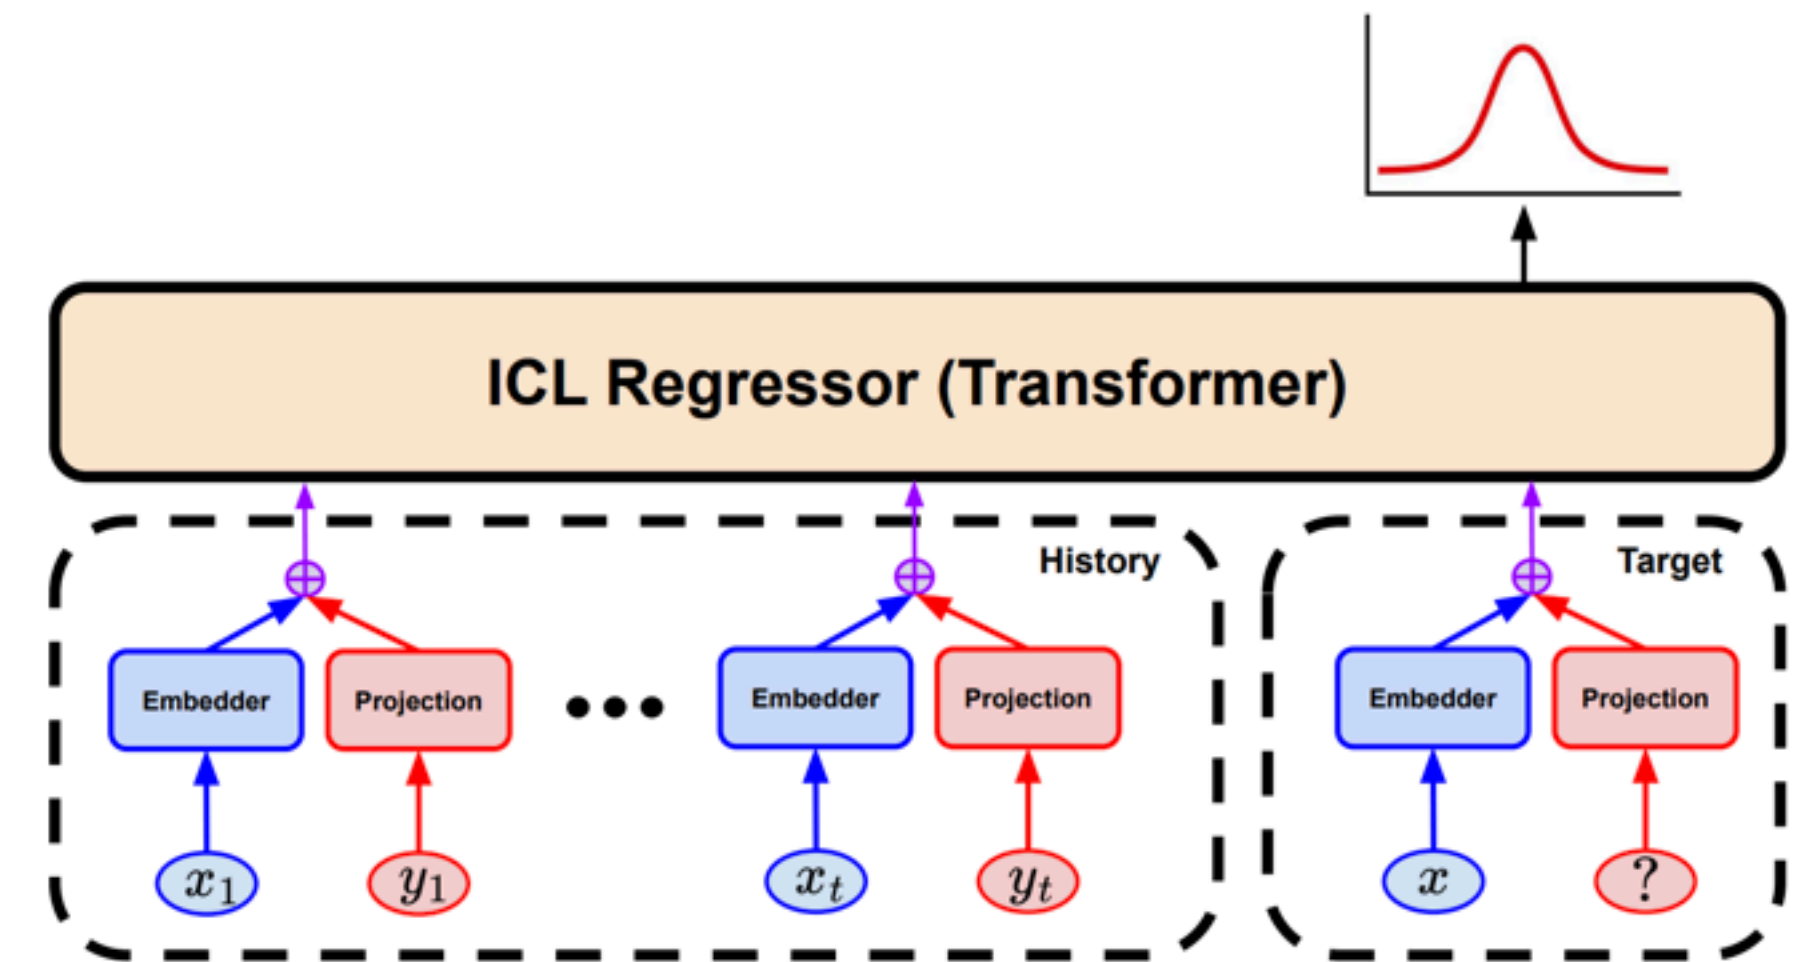 ICL Regressor (Transformer)
History
Target
Embedder Projection ••• Embedder Projection Embedder Projection
x₁ y₁ xₜ yₜ x ?